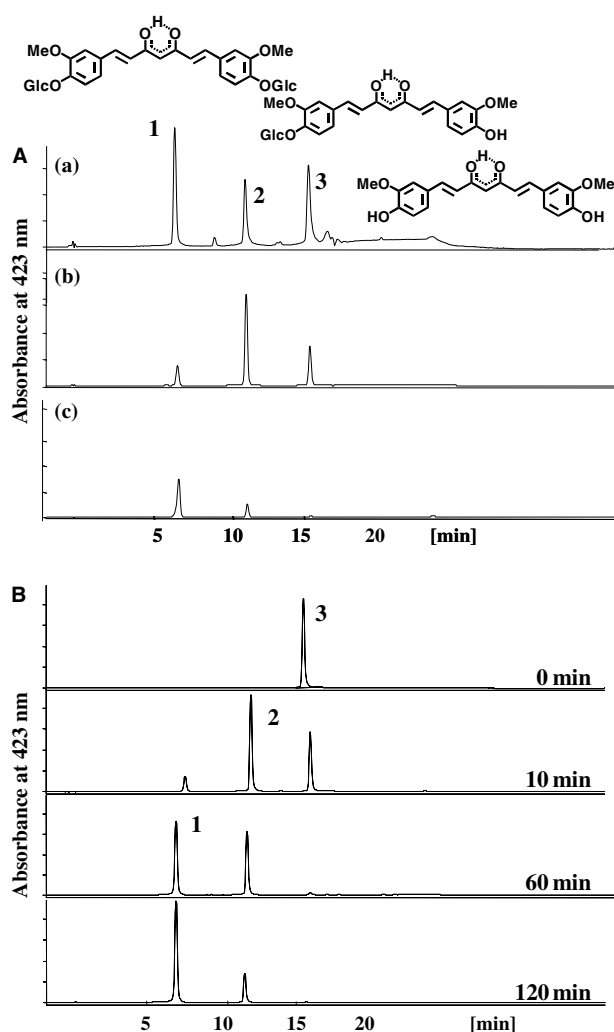 H
O O
MeO OMe
GlcO OGlc
H
O O
MeO OMe
GlcO OH
H
O O
MeO OMe
HO OH
A
(a)
1
2
3
(b)
(c)
Absorbance at 423 nm
5 10 15 20 [min]
B
3
0 min
2
10 min
1
60 min
120 min
Absorbance at 423 nm
5 10 15 20 [min]